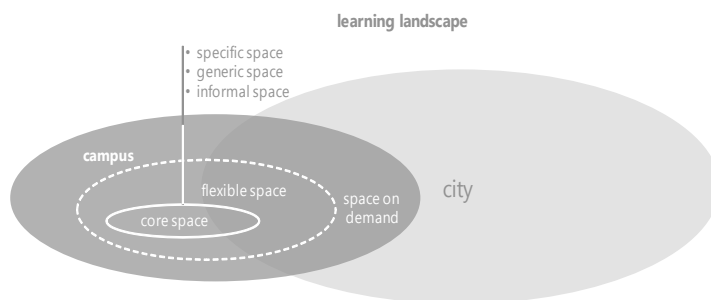 learning landscape
• specific space
• generic space
• informal space
campus
flexible space
space on
demand
core space
city